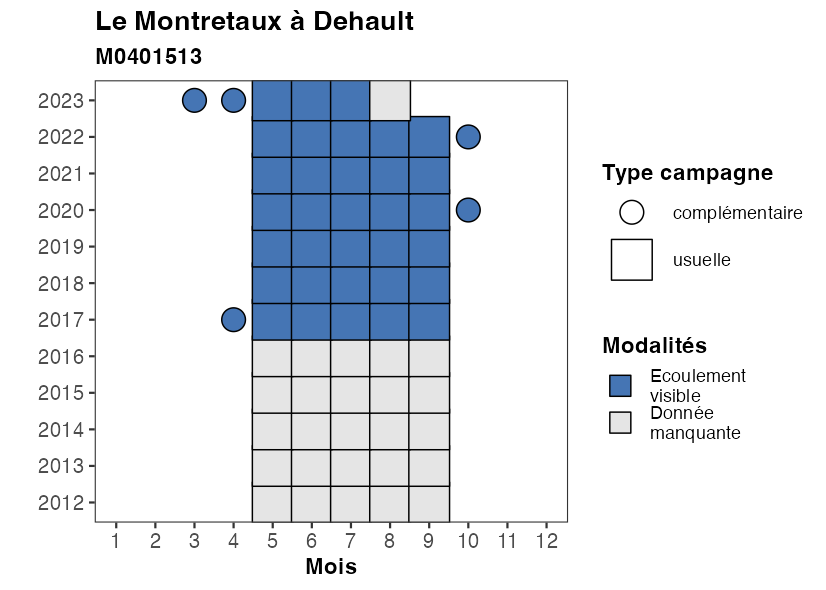 Le Montretaux à Dehault
M0401513
2023
2022
2021
2020
2019
2018
2017
2016
2015
2014
2013
2012
1 2 3 4 5 6 7 8 9 10 11 12
Mois
Type campagne
complémentaire
usuelle
Modalités
Ecoulement
visible
Donnée
manquante